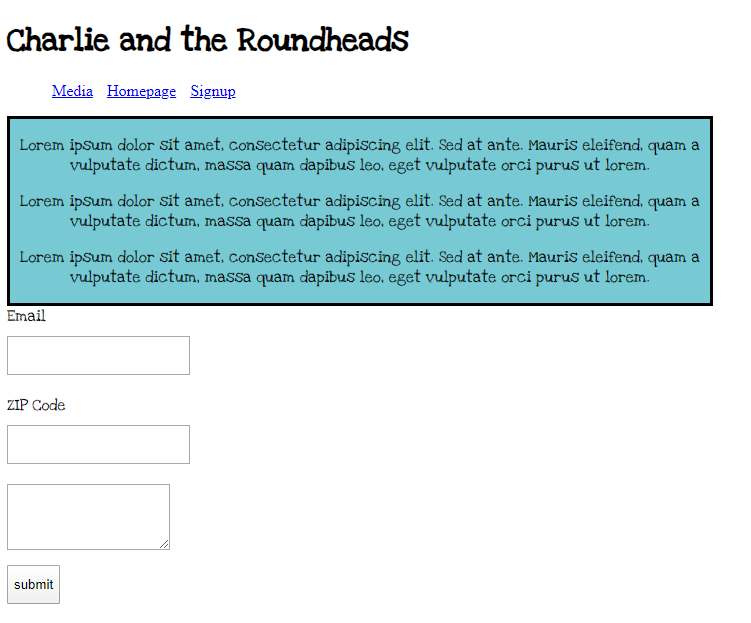 Charlie and the Roundheads
Media Homepage Signup
Lorem ipsum dolor sit amet, consectetur adipiscing elit. Sed at ante. Mauris eleifend, quam a
vulputate dictum, massa quam dapibus leo, eget vulputate orci purus ut lorem.
Lorem ipsum dolor sit amet, consectetur adipiscing elit. Sed at ante. Mauris eleifend, quam a
vulputate dictum, massa quam dapibus leo, eget vulputate orci purus ut lorem.
Lorem ipsum dolor sit amet, consectetur adipiscing elit. Sed at ante. Mauris eleifend, quam a
vulputate dictum, massa quam dapibus leo, eget vulputate orci purus ut lorem.
Email
ZIP Code
submit